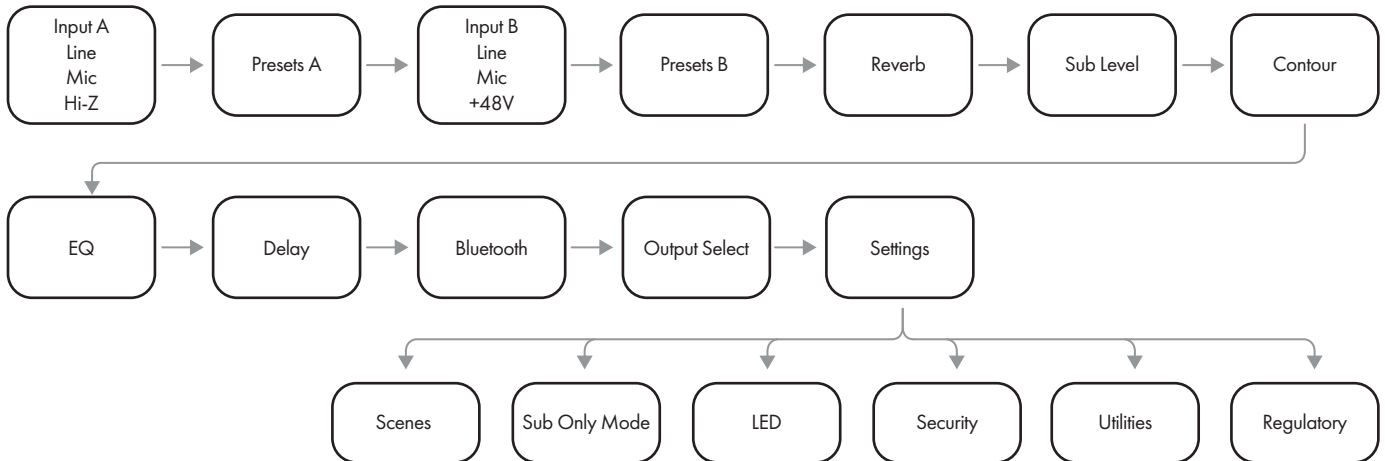 Input A
Line
Mic
Hi-Z
Presets A
Input B
Line
Mic
+48V
Presets B
Reverb
Sub Level
Contour
EQ
Delay
Bluetooth
Output Select
Settings
Scenes
Sub Only Mode
LED
Security
Utilities
Regulatory